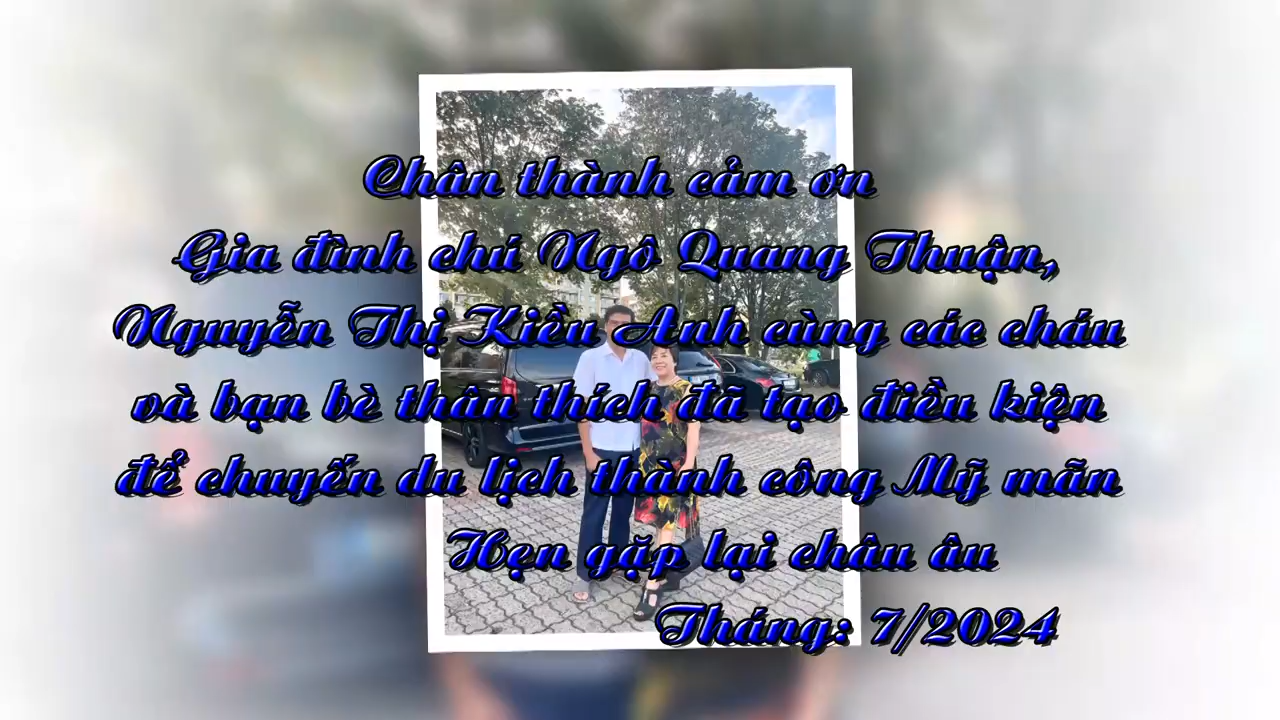 Chân thành cảm ơn
Gia đình chú Ngô Quang Thuận,
Nguyễn Thị Kiều Anh cùng các cháu
và bạn bè thân thích đã tạo điều kiện
để chuyến du lịch thành công Mỹ mãn
Hẹn gặp lại châu âu
Tháng: 7/2024